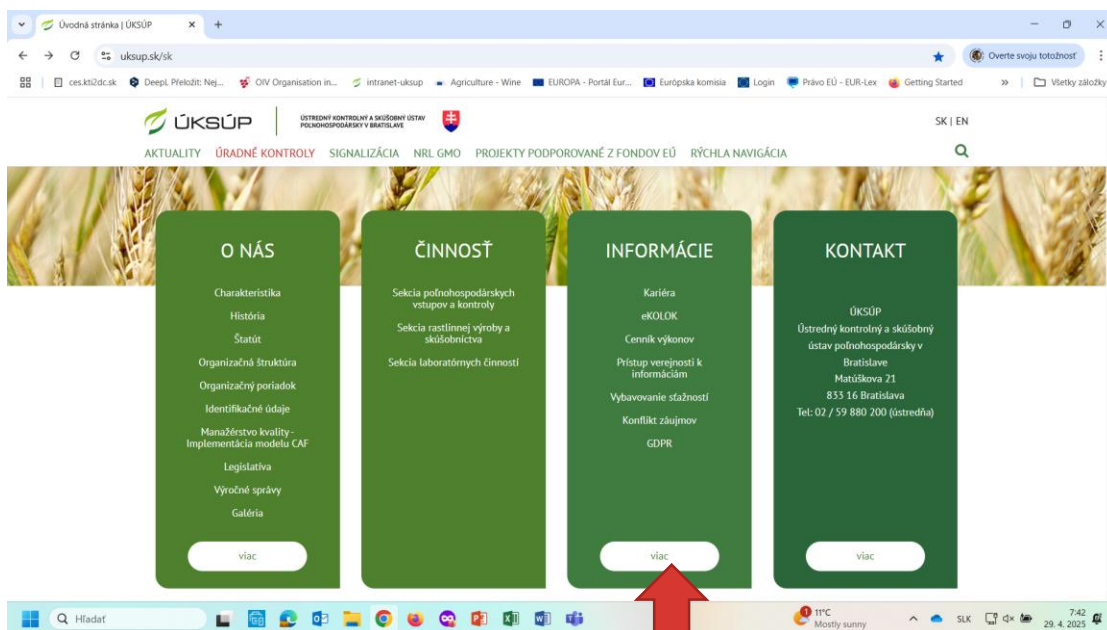 Úvodná stránka | ÚKSÚP
uksup.sk/sk
Overte svoju totožnosť
ces.kti2dc.sk
DeepL Přeložit: Nej...
OIV Organisation in...
intranet-uksup
Agriculture - Wine
EUROPA - Portál Eur...
Európska komisia
Login
Právo EÚ - EUR-Lex
Getting Started
»
Všetky záložky
ÚKSÚP
ÚSTREDNÝ KONTROLNÝ A SKÚŠOBNÝ ÚSTAV
POĽNOHOSPODÁRSKY V BRATISLAVE
SK | EN
AKTUALITY ÚRADNÉ KONTROLY SIGNALIZÁCIA NRL GMO PROJEKTY PODPOROVANÉ Z FONDOV EÚ RÝCHLA NAVIGÁCIA
O NÁS
Charakteristika
História
Štatút
Organizačná štruktúra
Organizačný poriadok
Identifikačné údaje
Manažérstvo kvality -
Implementácia modelu CAF
Legislatíva
Výročné správy
Galéria
viac
ČINNOSŤ
Sekcia poľnohospodárskych
vstupov a kontroly
Sekcia rastlinnej výroby a
skúšobníctva
Sekcia laboratórnych činností
INFORMÁCIE
Kariéra
eKOLOK
Cenník výkonov
Prístup verejnosti k
informáciám
Vybavovanie sťažností
Konflikt záujmov
GDPR
viac
KONTAKT
ÚKSÚP
Ústredný kontrolný a skúšobný
ústav poľnohospodársky v
Bratislave
Matúškova 21
833 16 Bratislava
Tel: 02 / 59 880 200 (ústredňa)
viac
Hľadať
1
11°C
Mostly sunny
SLK
7:42
29. 4. 2025